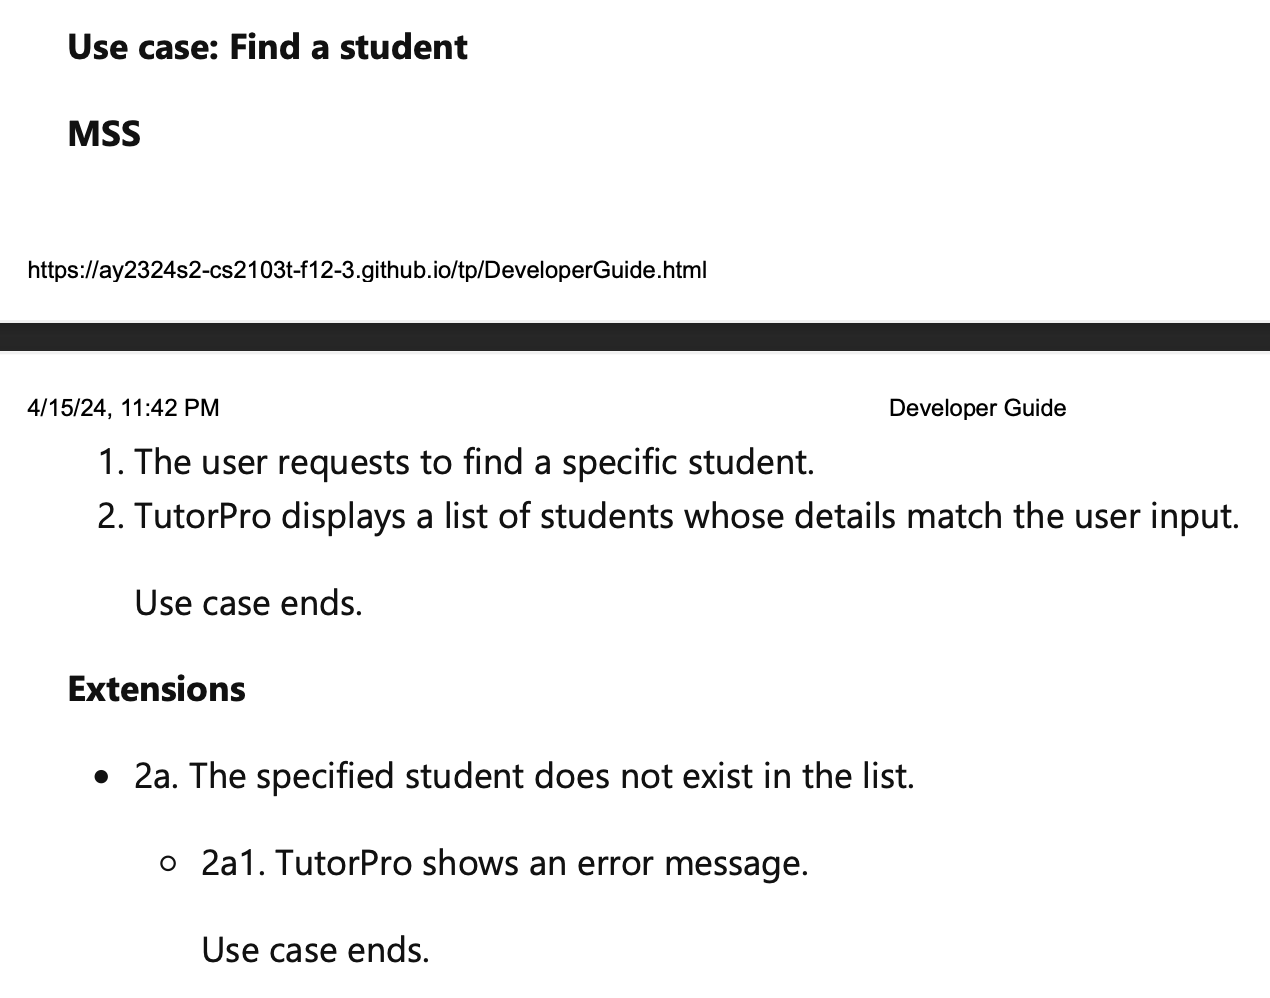 Use case: Find a student
MSS
https://ay2324s2-cs2103t-f12-3.github.io/tp/DeveloperGuide.html
4/15/24, 11:42 PM Developer Guide
1. The user requests to find a specific student.
2. TutorPro displays a list of students whose details match the user input.
Use case ends.
Extensions
• 2a. The specified student does not exist in the list.
○ 2a1. TutorPro shows an error message.
Use case ends.